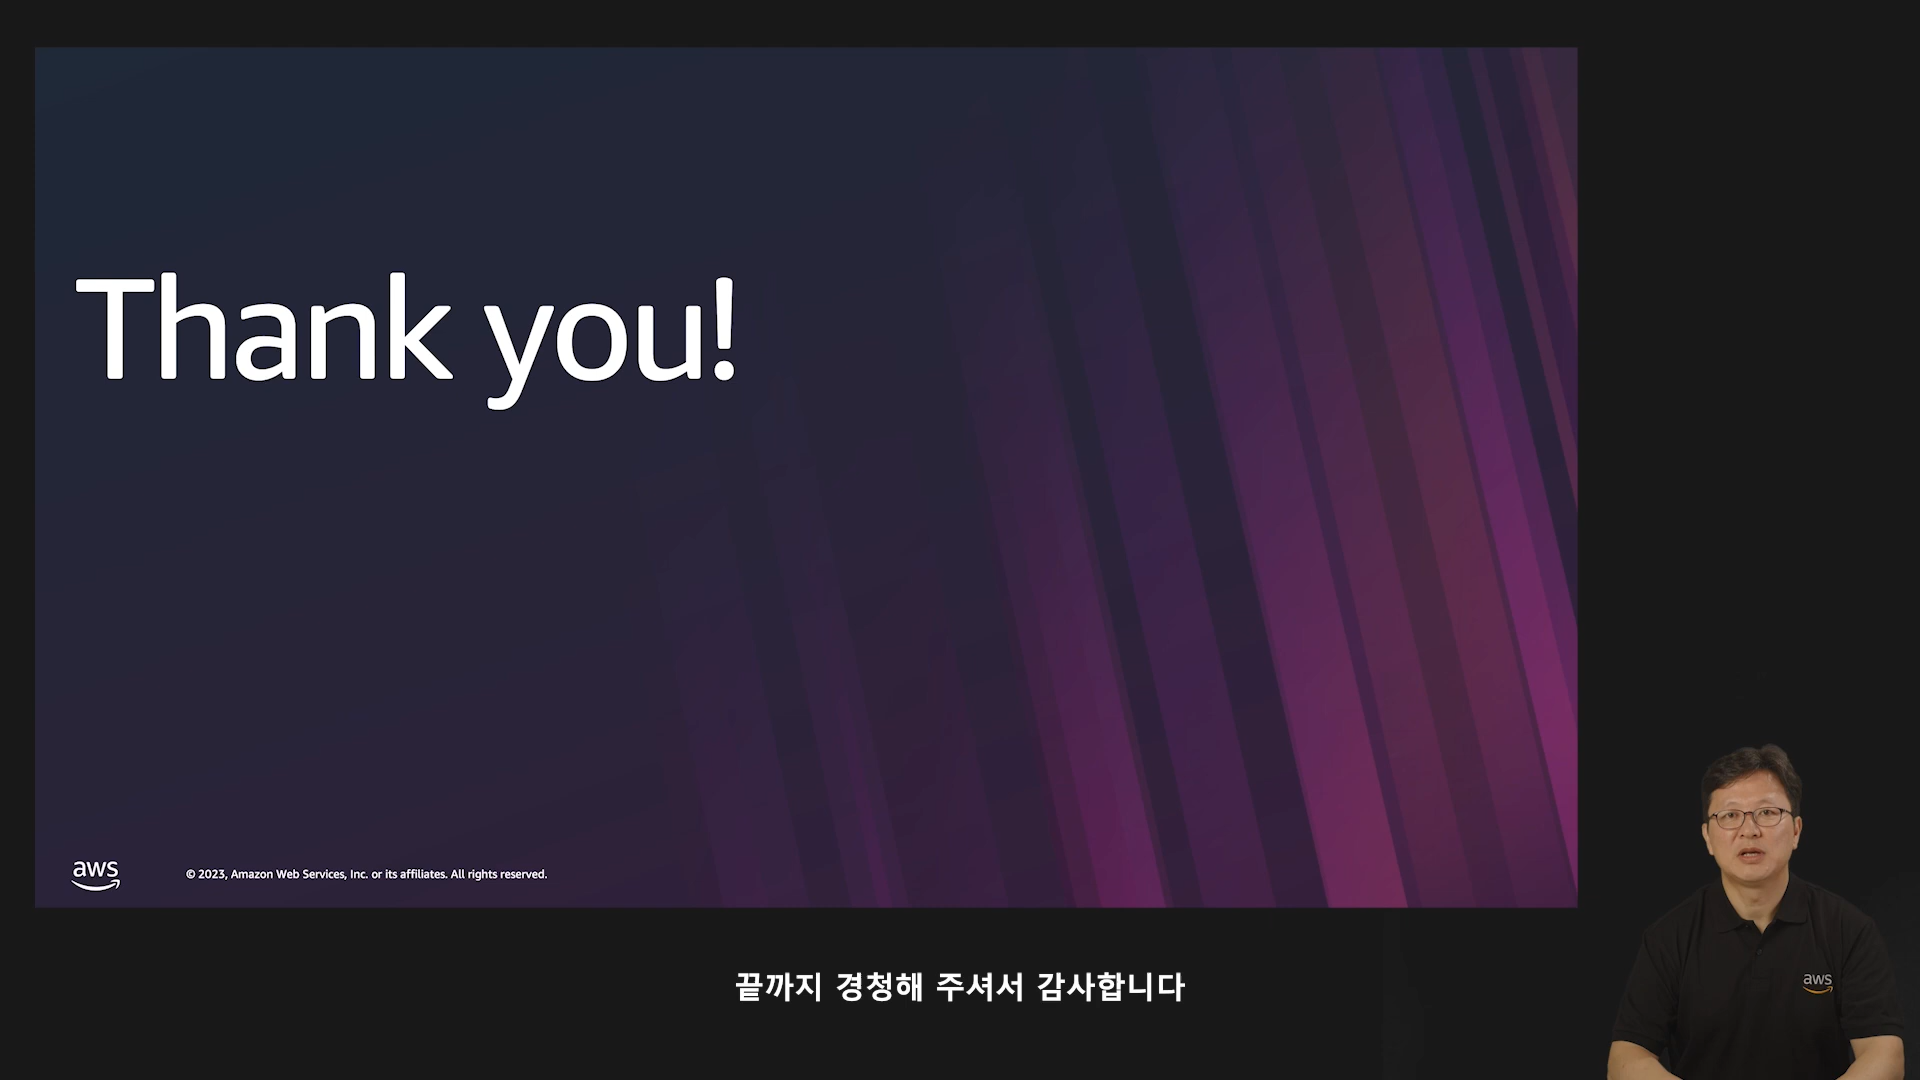 Thank you!
aws
© 2023, Amazon Web Services, Inc. or its affiliates. All rights reserved.
aws
끝까지 경청해 주셔서 감사합니다